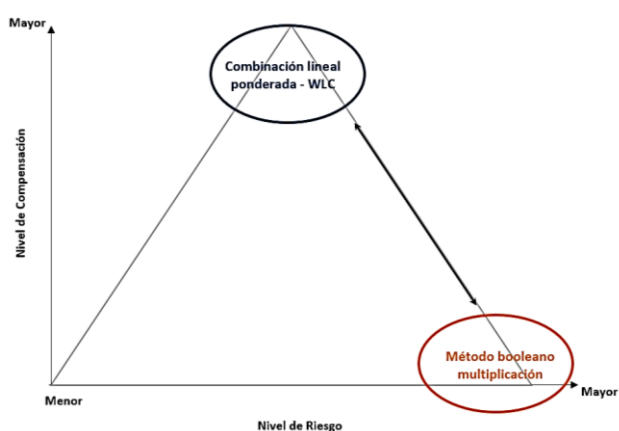 Mayor
Combinación lineal
ponderada - WLC
Nivel de Compensación
Método booleano
multiplicación
Menor
Mayor
Nivel de Riesgo